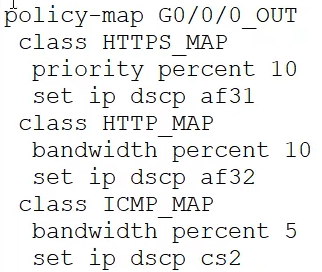 policy-map G0/0/0_OUT
class HTTPS_MAP
priority percent 10
set ip dscp af31
class HTTP_MAP
bandwidth percent 10
set ip dscp af32
class ICMP_MAP
bandwidth percent 5
set ip dscp cs2